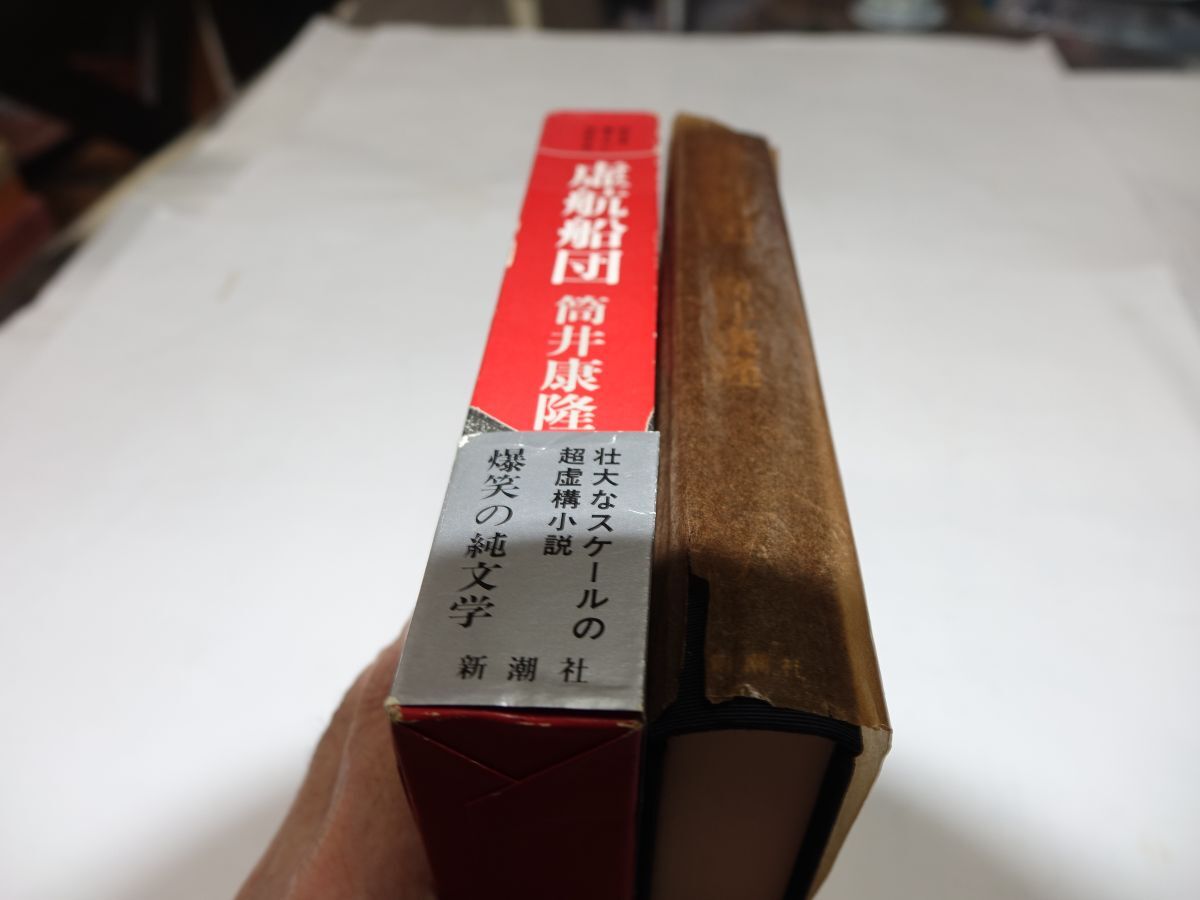 虚航船団
筒井康隆
壮大なスケールの
超虚構小説
爆笑の純文学
新潮社